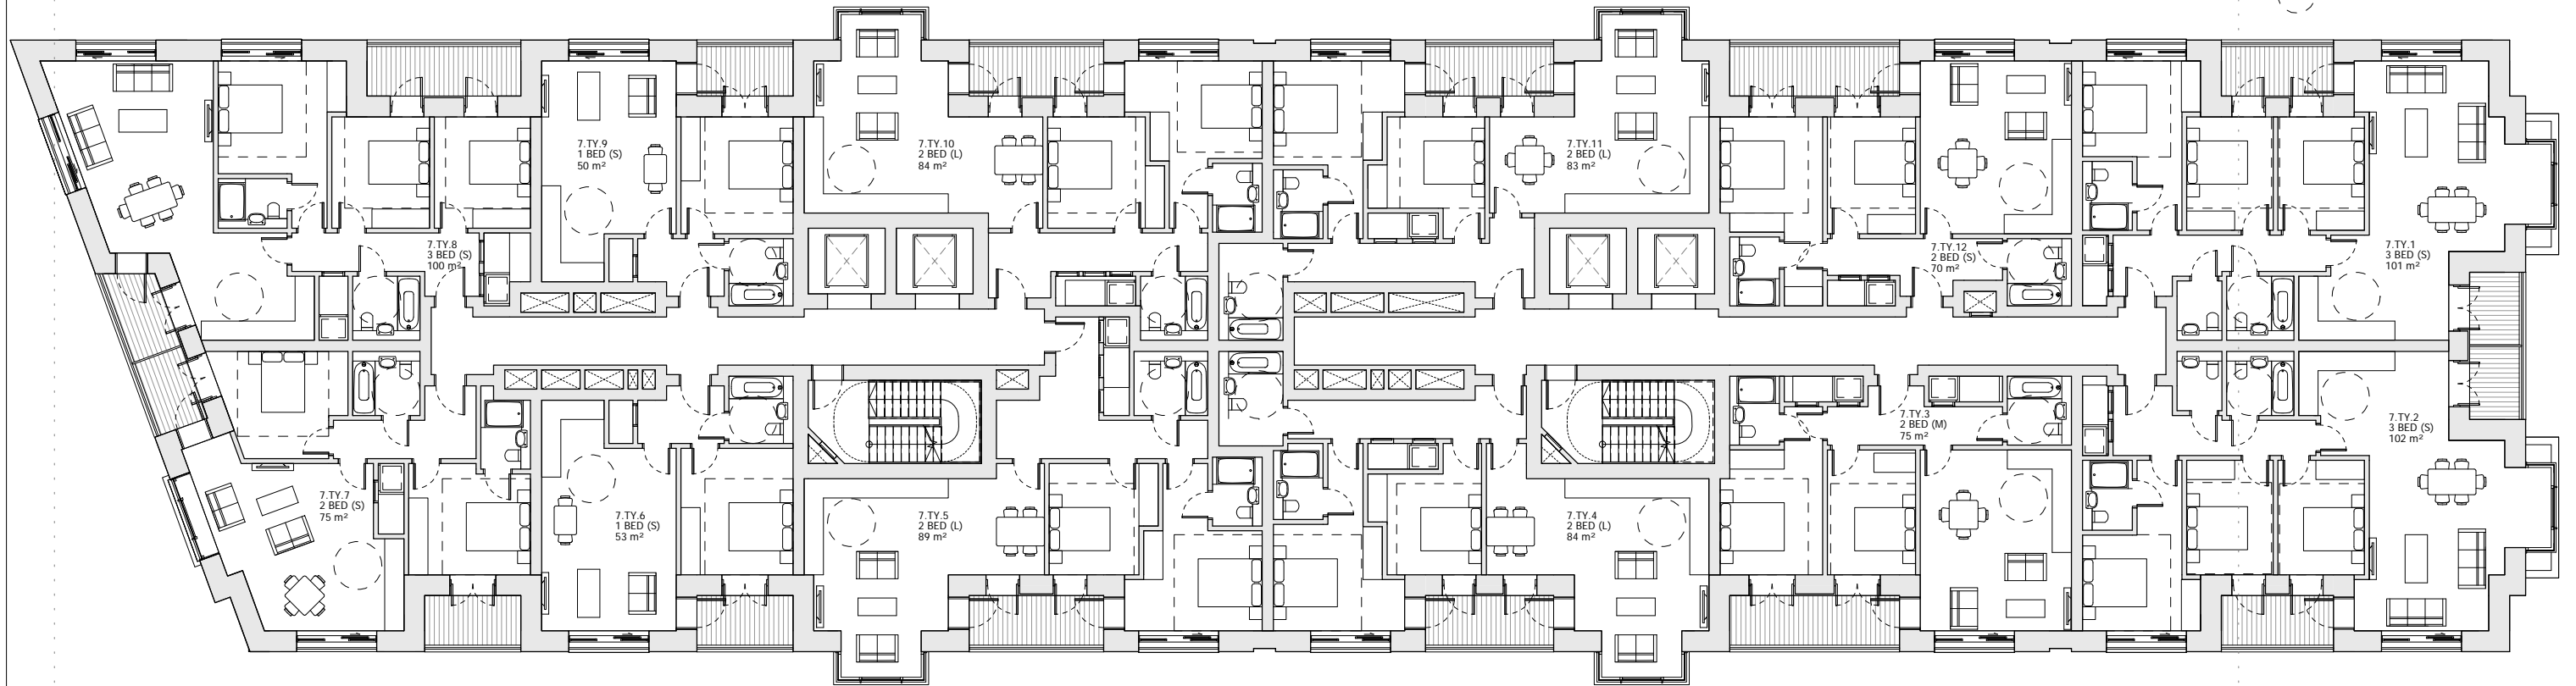 7.TY.9
1 BED (S)
50 m²
7.TY.10
2 BED (L)
84 m²
7.TY.11
2 BED (L)
83 m²
7.TY.8
3 BED (S)
100 m²
7.TY.12
2 BED (S)
70 m²
7.TY.1
3 BED (S)
101 m²
7.TY.3
2 BED (M)
75 m²
7.TY.2
3 BED (S)
102 m²
7.TY.7
2 BED (S)
75 m²
7.TY.6
1 BED (S)
53 m²
7.TY.5
2 BED (L)
89 m²
7.TY.4
2 BED (L)
84 m²